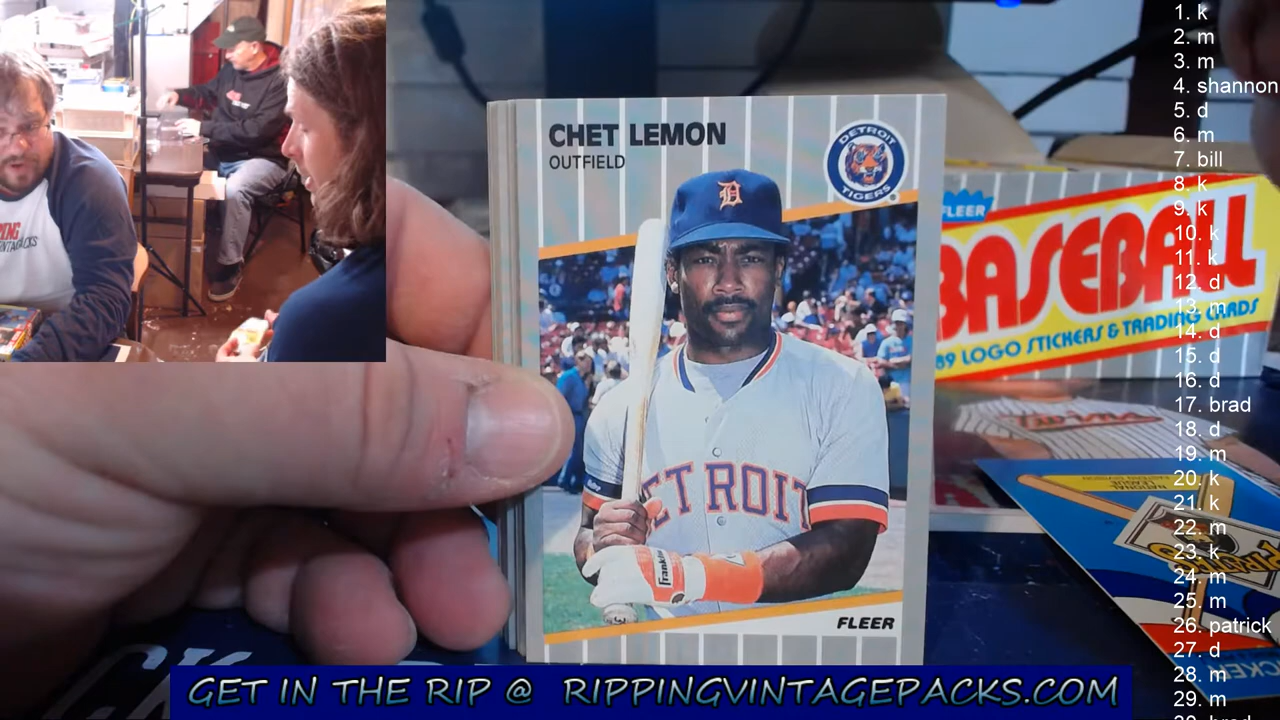 CHET LEMON
OUTFIELD
DETROIT
TIGERS
D
DETROIT
Franklin
FLEER
FLEER
BASEBALL
89 LOGO STICKERS & TRADING CARDS
GET IN THE RIP @ RIPPINGVINTAGEPACKS.COM
1. k
2. m
3. m
4. shannon
5. d
6. m
7. bill
8. k
9. k
10. k
11. k
12. d
13. m
14. d
15. d
16. d
17. brad
18. d
19. m
20. k
21. k
22. m
23. k
24. m
25. m
26. patrick
27. d
28. m
29. m